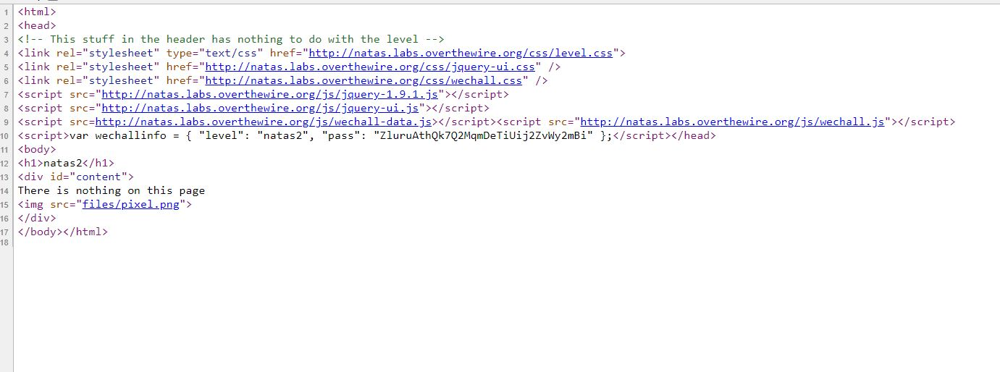 1 <html>
2 <head>
3 <!-- This stuff in the header has nothing to do with the level -->
4 <link rel="stylesheet" type="text/css" href="http://natas.labs.overthewire.org/css/level.css">
5 <link rel="stylesheet" href="http://natas.labs.overthewire.org/css/jquery-ui.css" />
6 <link rel="stylesheet" href="http://natas.labs.overthewire.org/css/wechall.css" />
7 <script src="http://natas.labs.overthewire.org/js/jquery-1.9.1.js"></script>
8 <script src="http://natas.labs.overthewire.org/js/jquery-ui.js"></script>
9 <script src=http://natas.labs.overthewire.org/js/wechall-data.js></script><script src="http://natas.labs.overthewire.org/js/wechall.js"></script>
10 <script>var wechallinfo = { "level": "natas2", "pass": "ZluruAthQk7Q2MqmDeTiUij2ZvWy2mBi" };</script></head>
11 <body>
12 <h1>natas2</h1>
13 <div id="content">
14 There is nothing on this page
15 <img src="files/pixel.png">
16 </div>
17 </body></html>
18